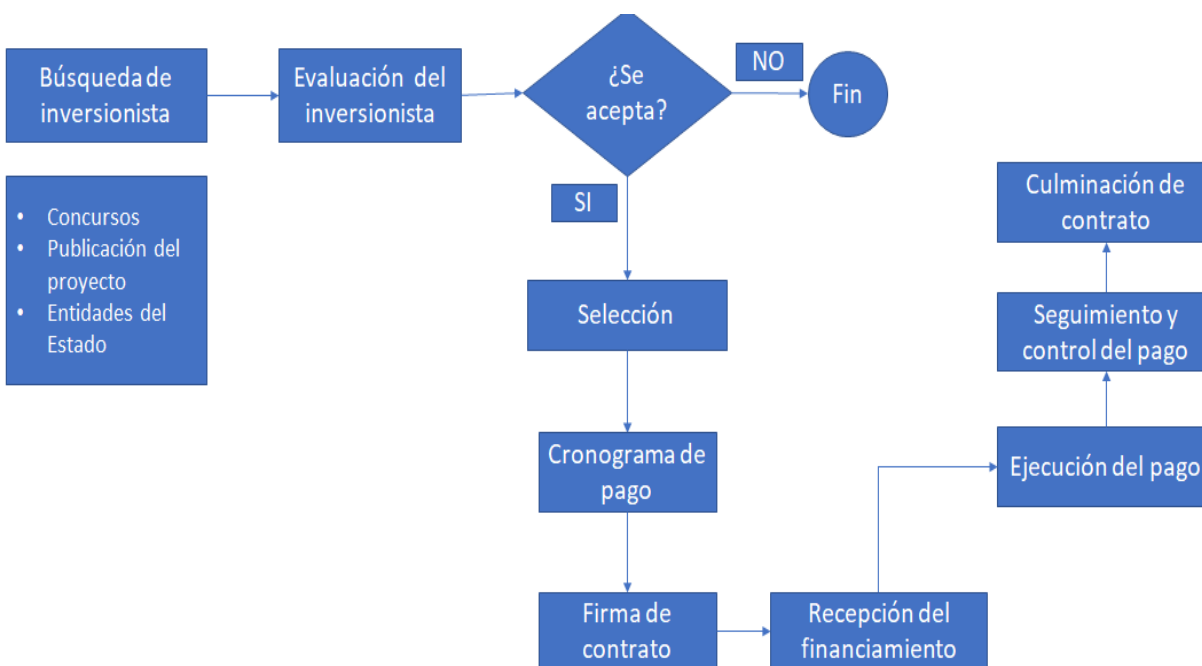 Búsqueda de
inversionista
Evaluación del
inversionista
¿Se
acepta?
NO
Fin
• Concursos
• Publicación del
proyecto
• Entidades del
Estado
SI
Selección
Cronograma de
pago
Firma de
contrato
Recepción del
financiamiento
Ejecución del pago
Seguimiento y
control del pago
Culminación de
contrato